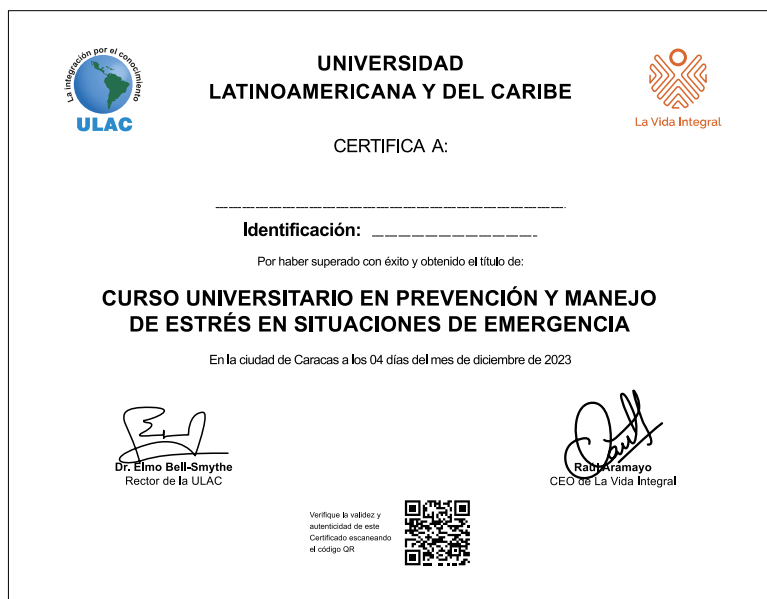 La integración por el conocimiento
ULAC
UNIVERSIDAD
LATINOAMERICANA Y DEL CARIBE
La Vida Integral
CERTIFICA A:
Identificación:
Por haber superado con éxito y obtenido el título de:
CURSO UNIVERSITARIO EN PREVENCIÓN Y MANEJO
DE ESTRÉS EN SITUACIONES DE EMERGENCIA
En la ciudad de Caracas a los 04 días del mes de diciembre de 2023
Dr. Elmo Bell-Smythe
Rector de la ULAC
Raúl Aramayo
CEO de La Vida Integral
Verifique la validez y
autenticidad de este
Certificado escaneando
el código QR